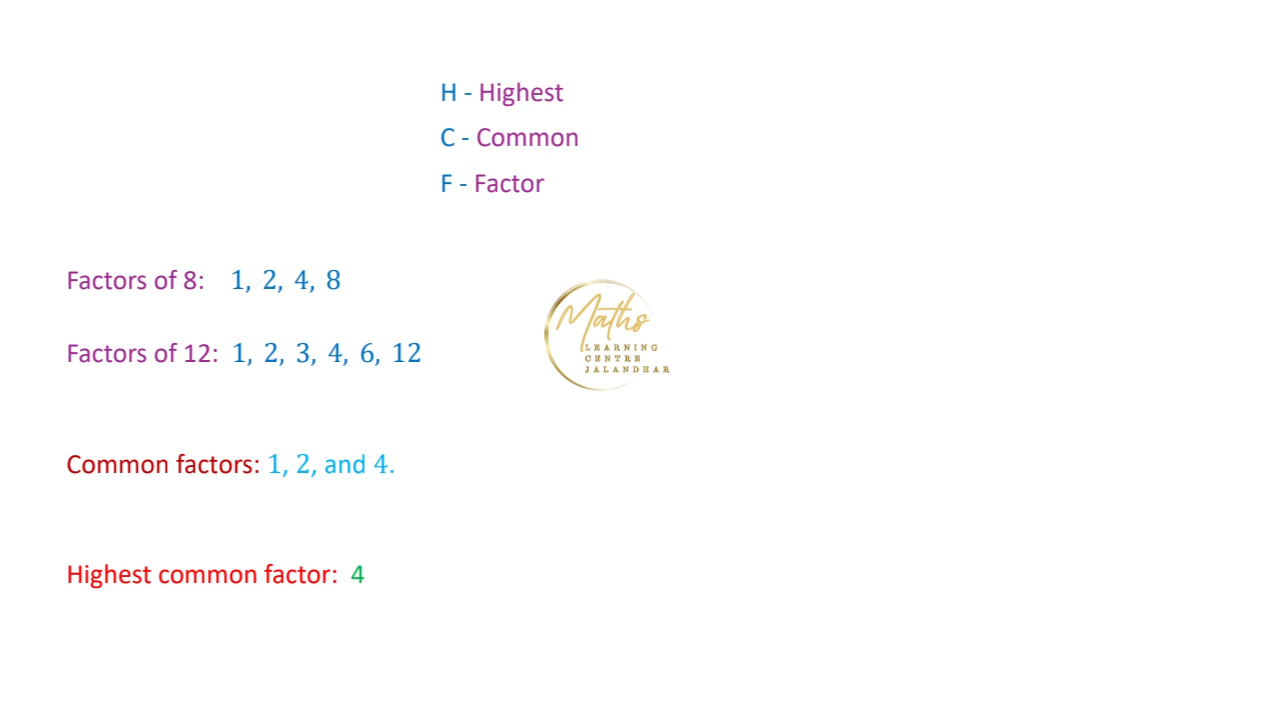 H - Highest
C - Common
F - Factor
Factors of 8: 1, 2, 4, 8
Maths
LEARNING
CENTRE
JALANDHAR
Factors of 12: 1, 2, 3, 4, 6, 12
Common factors: 1, 2, and 4.
Highest common factor: 4